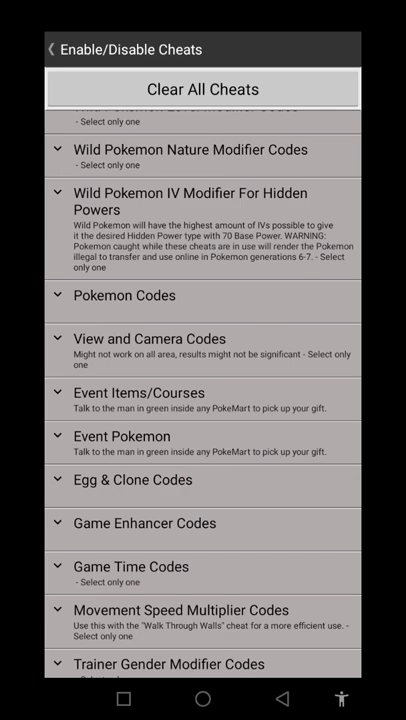 Enable/Disable Cheats
Clear All Cheats
Wild Pokemon Level Modifier Codes
- Select only one
Wild Pokemon Nature Modifier Codes
- Select only one
Wild Pokemon IV Modifier For Hidden
Powers
Wild Pokemon will have the highest amount of IVs possible to give
it the desired Hidden Power type with 70 Base Power. WARNING:
Pokemon caught while these cheats are in use will render the Pokemon
illegal to transfer and use online in Pokemon generations 6-7. - Select
only one
Pokemon Codes
View and Camera Codes
Might not work on all area, results might not be significant - Select only
one
Event Items/Courses
Talk to the man in green inside any PokeMart to pick up your gift.
Event Pokemon
Talk to the man in green inside any PokeMart to pick up your gift.
Egg & Clone Codes
Game Enhancer Codes
Game Time Codes
- Select only one
Movement Speed Multiplier Codes
Use this with the "Walk Through Walls" cheat for a more efficient use. -
Select only one
Trainer Gender Modifier Codes